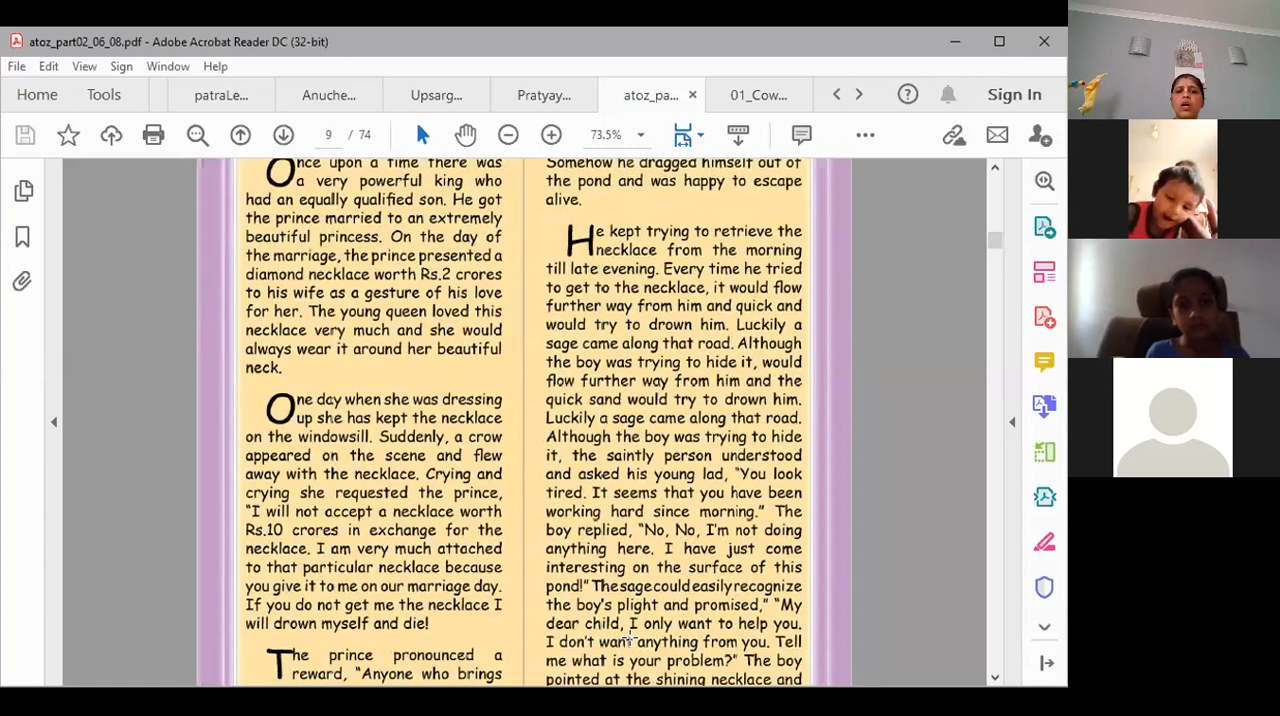 atoz_part02_06_08.pdf - Adobe Acrobat Reader DC (32-bit)
File Edit View Sign Window Help
Home Tools patraLe... Anuche... Upsarg... Pratyay... atoz_pa... 01_Cow... Sign In
9 / 74 73.5%
Once upon a time there was
a very powerful king who
had an equally qualified son. He got
the prince married to an extremely
beautiful princess. On the day of
the marriage, the prince presented a
diamond necklace worth Rs.2 crores
to his wife as a gesture of his love
for her. The young queen loved this
necklace very much and she would
always wear it around her beautiful
neck.
One day when she was dressing
up she has kept the necklace
on the windowsill. Suddenly, a crow
appeared on the scene and flew
away with the necklace. Crying and
crying she requested the prince,
"I will not accept a necklace worth
Rs.10 crores in exchange for the
necklace. I am very much attached
to that particular necklace because
you give it to me on our marriage day.
If you do not get me the necklace I
will drown myself and die!
The prince pronounced a
reward, "Anyone who brings
Somehow he dragged himself out of
the pond and was happy to escape
alive.
He kept trying to retrieve the
necklace from the morning
till late evening. Every time he tried
to get to the necklace, it would flow
further way from him and quick and
would try to drown him. Luckily a
sage came along that road. Although
the boy was trying to hide it, would
flow further way from him and the
quick sand would try to drown him.
Luckily a sage came along that road.
Although the boy was trying to hide
it, the saintly person understood
and asked his young lad, "You look
tired. It seems that you have been
working hard since morning." The
boy replied, "No, No, I'm not doing
anything here. I have just come
interesting on the surface of this
pond!" The sage could easily recognize
the boy's plight and promised," "My
dear child, I only want to help you.
I don't want anything from you. Tell
me what is your problem?" The boy
pointed at the shining necklace and